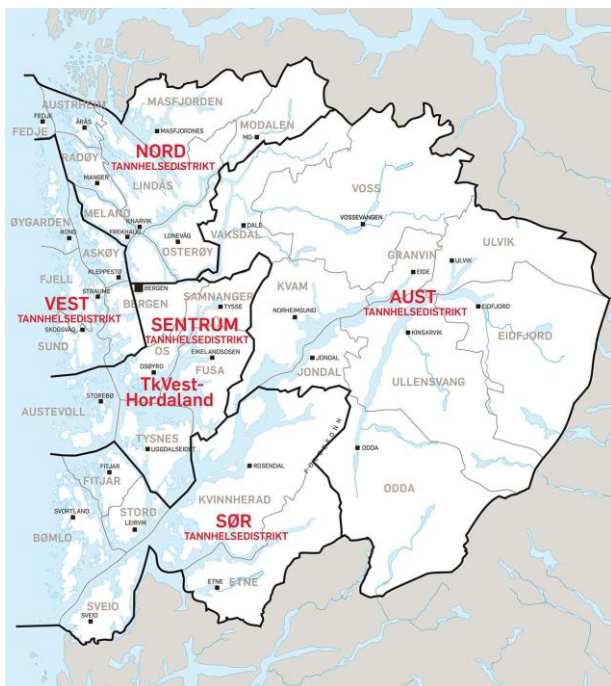 MASFJORDEN
AUSTRHEIM
FEDJE
ÅRÅS
FEDJE
MASFJORDNES
MODALEN
MO
NORD
TANNHELSEDISTRIKT
RADØY
MANGER
LINDÅS
VOSS
MELAND
KNARVIK
FREKHAUG
LONEVÅG
OSTERØY
DALE
VAKSDAL
VOSSEVANGEN
ØYGARDEN
RONG
ASKØY
KLEPPESTØ
ULVIK
GRANVIN
EIDE
ULVIK
FJELL
STRAUME
BERGEN
BERGEN
SAMNANGER
TYSSE
KVAM
NORHEIMSUND
VEST
TANNHELSEDISTRIKT
SKOGSVÅG
SUND
SENTRUM
TANNHELSEDISTRIKT
AUST
TANNHELSEDISTRIKT
EIDFJORD
EIDFJORD
KINSARVIK
OS
EIKELANDSOSEN
OSØYRO
FUSA
JONDAL
JONDAL
TkVest-
Hordaland
ULLENSVANG
STOREBØ
AUSTEVOLL
TYSNES
UGGDALSEIDET
ODDA
FITJAR
FITJAR
ROSENDAL
ODDA
KVINNHERAD
SVORTLAND
STORD
LEIRVIK
BØMLO
SØR
TANNHELSEDISTRIKT
ETNE
ETNE
SVEIO
SVEIO